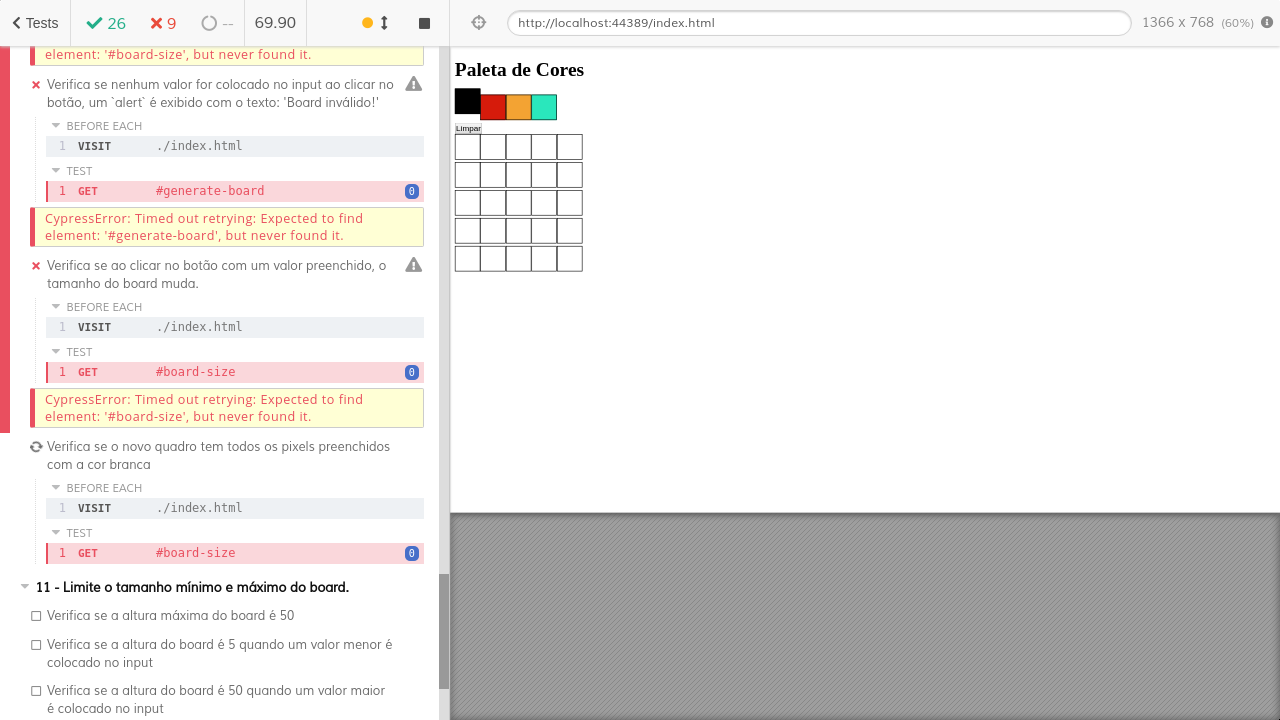 Tests
26
9
--
69.90
http://localhost:44389/index.html
1366 x 768 (60%)
element: '#board-size', but never found it.
Verifica se nenhum valor for colocado no input ao clicar no
botão, um `alert` é exibido com o texto: 'Board inválido!'
BEFORE EACH
1 VISIT ./index.html
TEST
1 GET #generate-board 0
CypressError: Timed out retrying: Expected to find
element: '#generate-board', but never found it.
Verifica se ao clicar no botão com um valor preenchido, o
tamanho do board muda.
BEFORE EACH
1 VISIT ./index.html
TEST
1 GET #board-size 0
CypressError: Timed out retrying: Expected to find
element: '#board-size', but never found it.
Verifica se o novo quadro tem todos os pixels preenchidos
com a cor branca
BEFORE EACH
1 VISIT ./index.html
TEST
1 GET #board-size 0
11 - Limite o tamanho mínimo e máximo do board.
Verifica se a altura máxima do board é 50
Verifica se a altura do board é 5 quando um valor menor é
colocado no input
Verifica se a altura do board é 50 quando um valor maior
é colocado no input
Paleta de Cores
Limpar